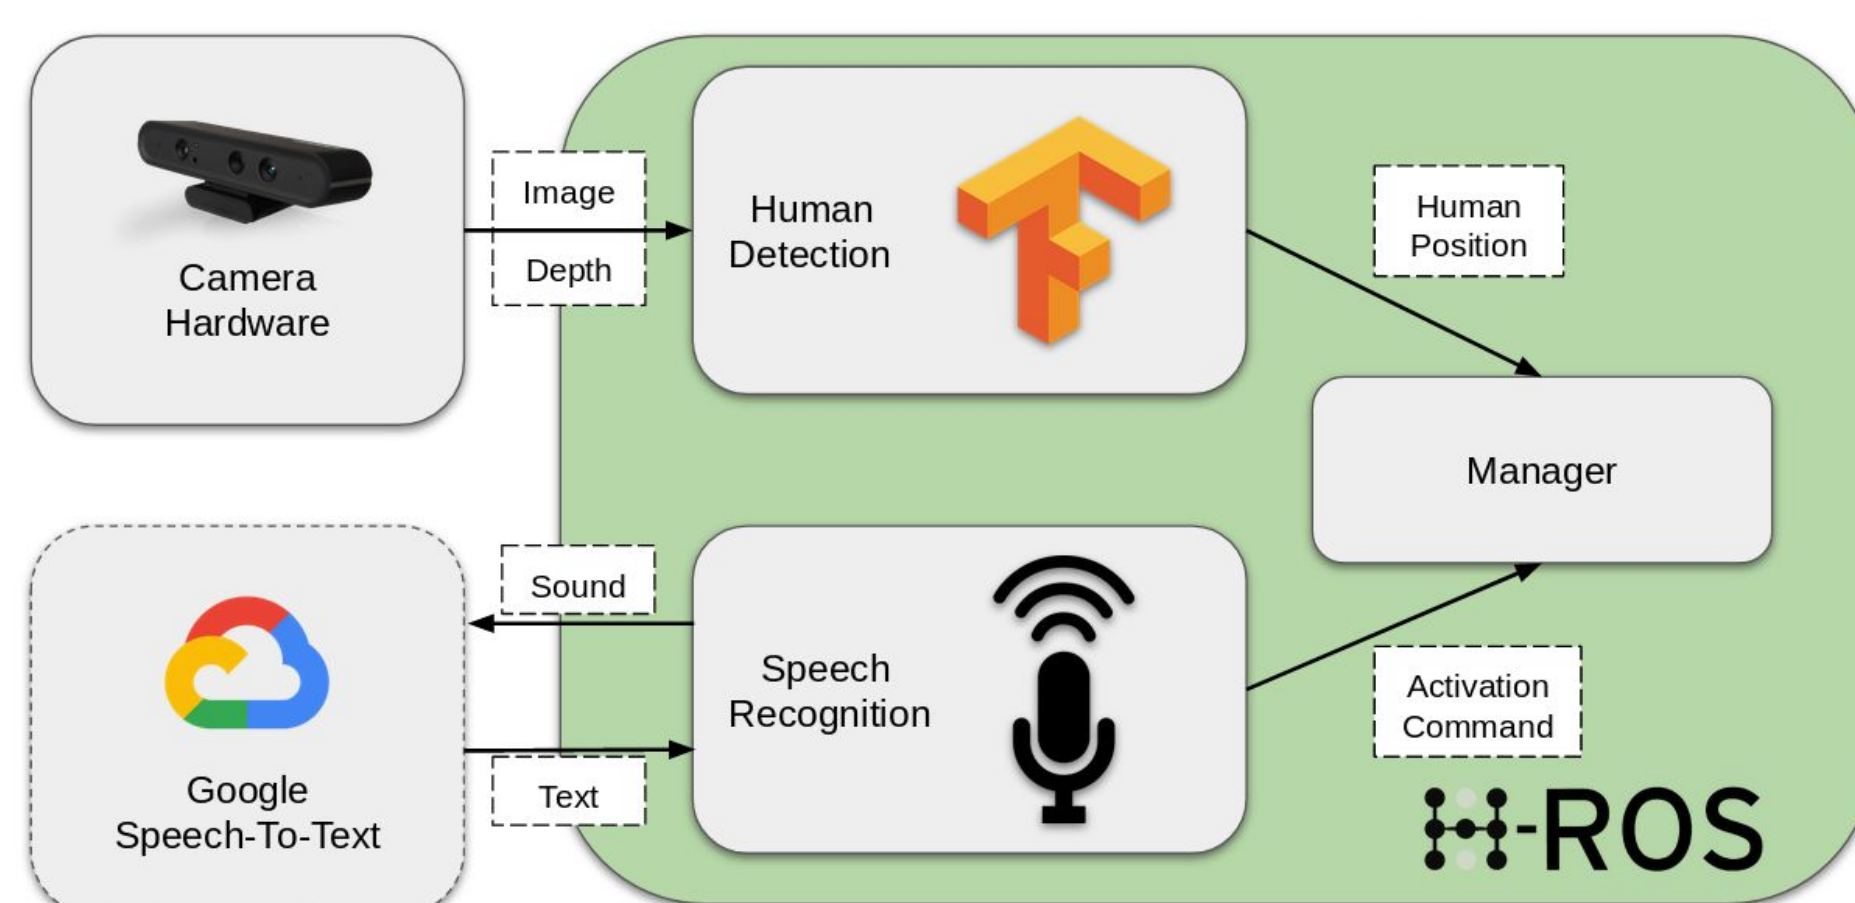 Camera
Hardware
Image
Depth
Human
Detection
Human
Position
Manager
Google
Speech-To-Text
Sound
Text
Speech
Recognition
Activation
Command
H-ROS